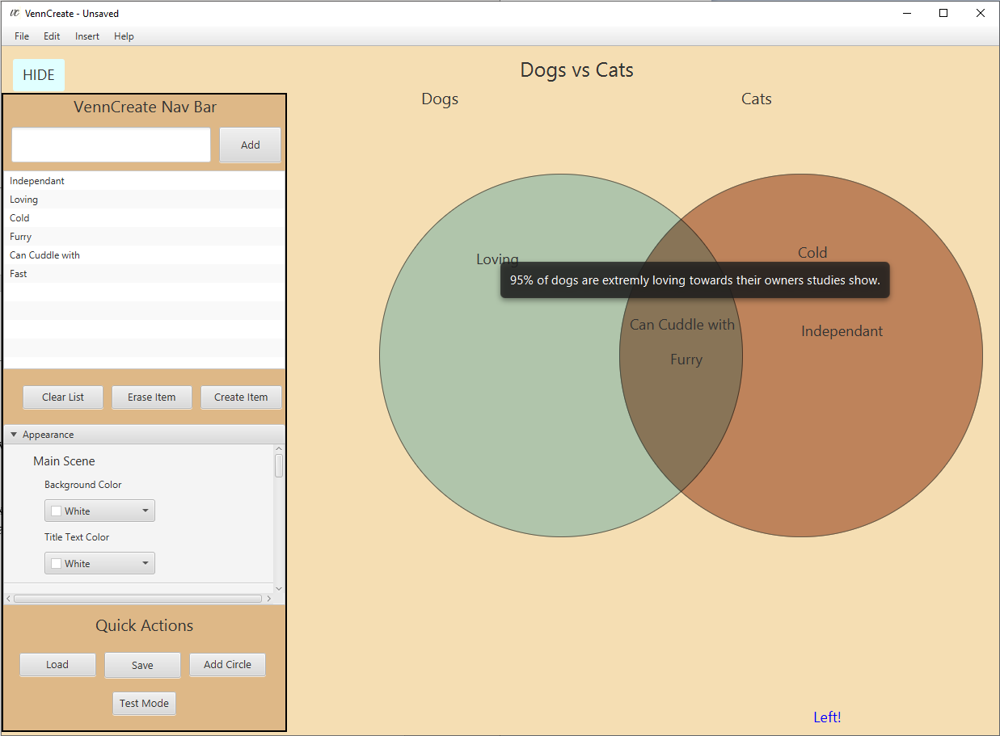 VC VennCreate - Unsaved
File Edit Insert Help
HIDE
Dogs vs Cats
Dogs Cats
VennCreate Nav Bar
Add
Independant
Loving
Cold
Furry
Can Cuddle with
Fast
Clear List Erase Item Create Item
Appearance
Main Scene
Background Color
White
Title Text Color
White
Quick Actions
Load Save Add Circle
Test Mode
Loving
Cold
95% of dogs are extremly loving towards their owners studies show.
Can Cuddle with
Independant
Furry
Left!